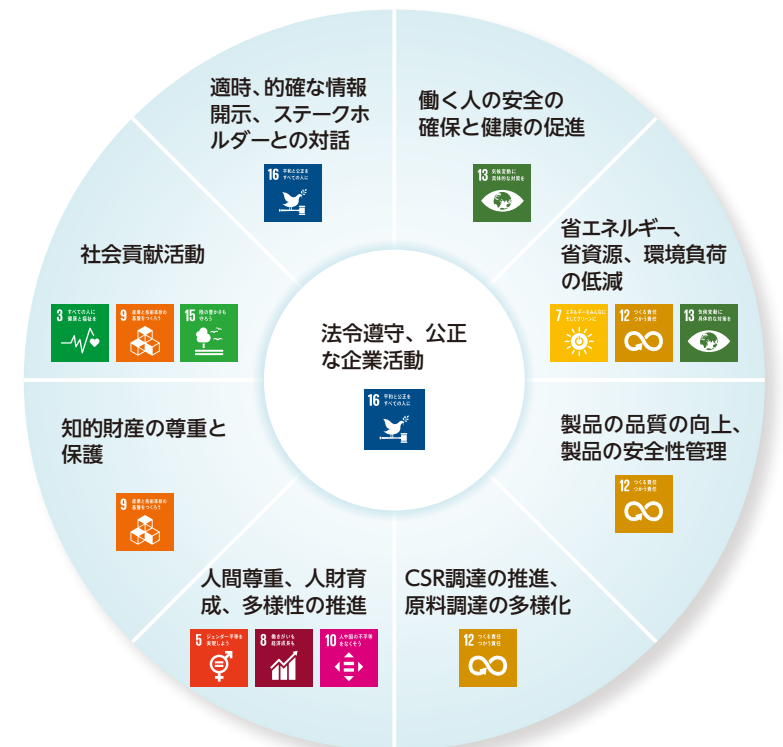 適時、的確な情報
開示、ステークホ
ルダーとの対話
16 平和と公正を
すべての人に
働く人の安全の
確保と健康の促進
13 気候変動に
具体的な対策を
省エネルギー、
省資源、環境負荷
の低減
7 エネルギーをみんなに
そしてクリーンに
12 つくる責任
つかう責任
13 気候変動に
具体的な対策を
製品の品質の向上、
製品の安全性管理
12 つくる責任
つかう責任
CSR調達の推進、
原料調達の多様化
12 つくる責任
つかう責任
人間尊重、人財育
成、多様性の推進
5 ジェンダー平等を
実現しよう
8 働きがいも
経済成長も
10 人や国の不平等
をなくそう
知的財産の尊重と
保護
9 産業と技術革新の
基盤をつくろう
社会貢献活動
3 すべての人に
健康と福祉を
9 産業と技術革新の
基盤をつくろう
15 陸の豊かさも
守ろう
法令遵守、公正
な企業活動
16 平和と公正を
すべての人に